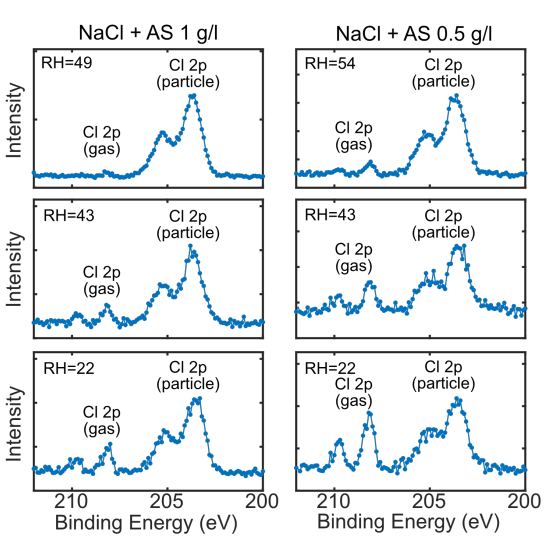 NaCl + AS 1 g/l
NaCl + AS 0.5 g/l
RH=49
Cl 2p
(particle)
Cl 2p
(gas)
Intensity
RH=54
Cl 2p
(particle)
Cl 2p
(gas)
RH=43
Cl 2p
(particle)
Cl 2p
(gas)
Intensity
RH=43
Cl 2p
(particle)
Cl 2p
(gas)
RH=22
Cl 2p
(particle)
Cl 2p
(gas)
Intensity
RH=22
Cl 2p
(particle)
Cl 2p
(gas)
210 205 200
Binding Energy (eV)
210 205 200
Binding Energy (eV)